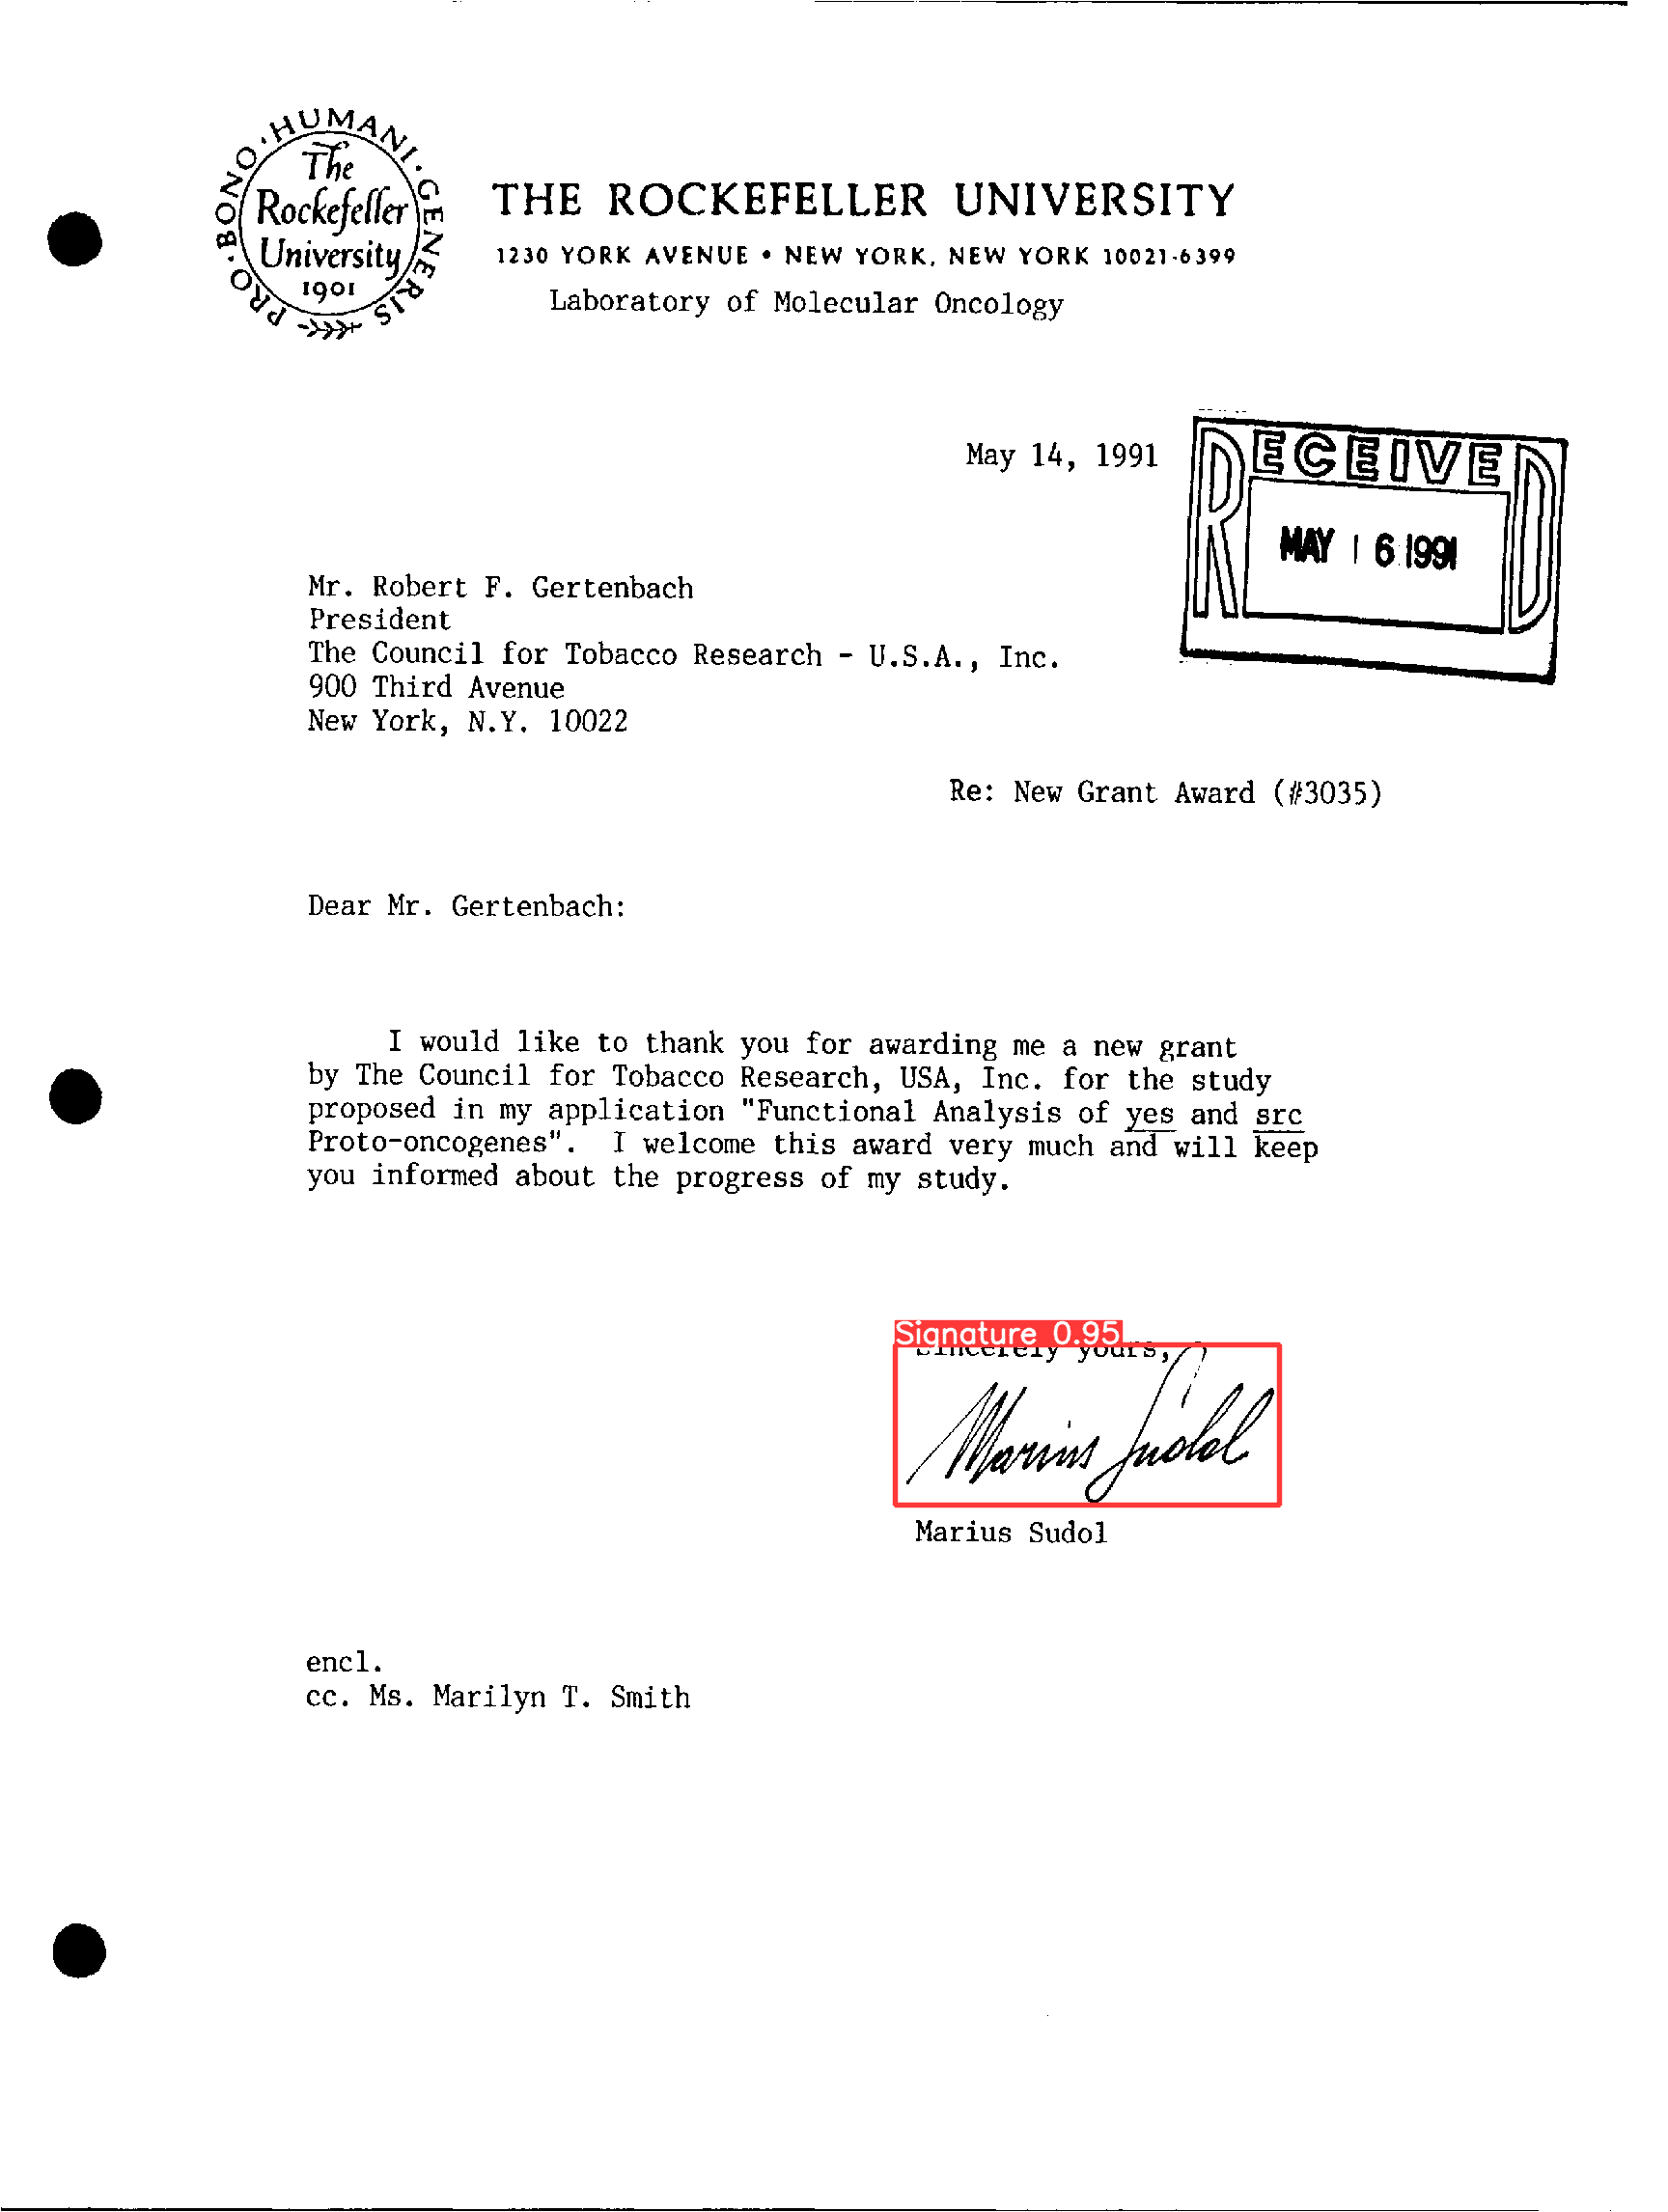 PRO·BONO·HUMANI·GENERIS
The
Rockefeller
University
1901
THE ROCKEFELLER UNIVERSITY
1230 YORK AVENUE • NEW YORK, NEW YORK 10021-6399
Laboratory of Molecular Oncology
May 14, 1991
RECEIVED
MAY 16 1991
Mr. Robert F. Gertenbach
President
The Council for Tobacco Research - U.S.A., Inc.
900 Third Avenue
New York, N.Y. 10022
Re: New Grant Award (#3035)
Dear Mr. Gertenbach:
I would like to thank you for awarding me a new grant
by The Council for Tobacco Research, USA, Inc. for the study
proposed in my application "Functional Analysis of yes and src
Proto-oncogenes". I welcome this award very much and will keep
you informed about the progress of my study.
Signature 0.95
Sincerely yours,
Marius Sudol
Marius Sudol
encl.
cc. Ms. Marilyn T. Smith